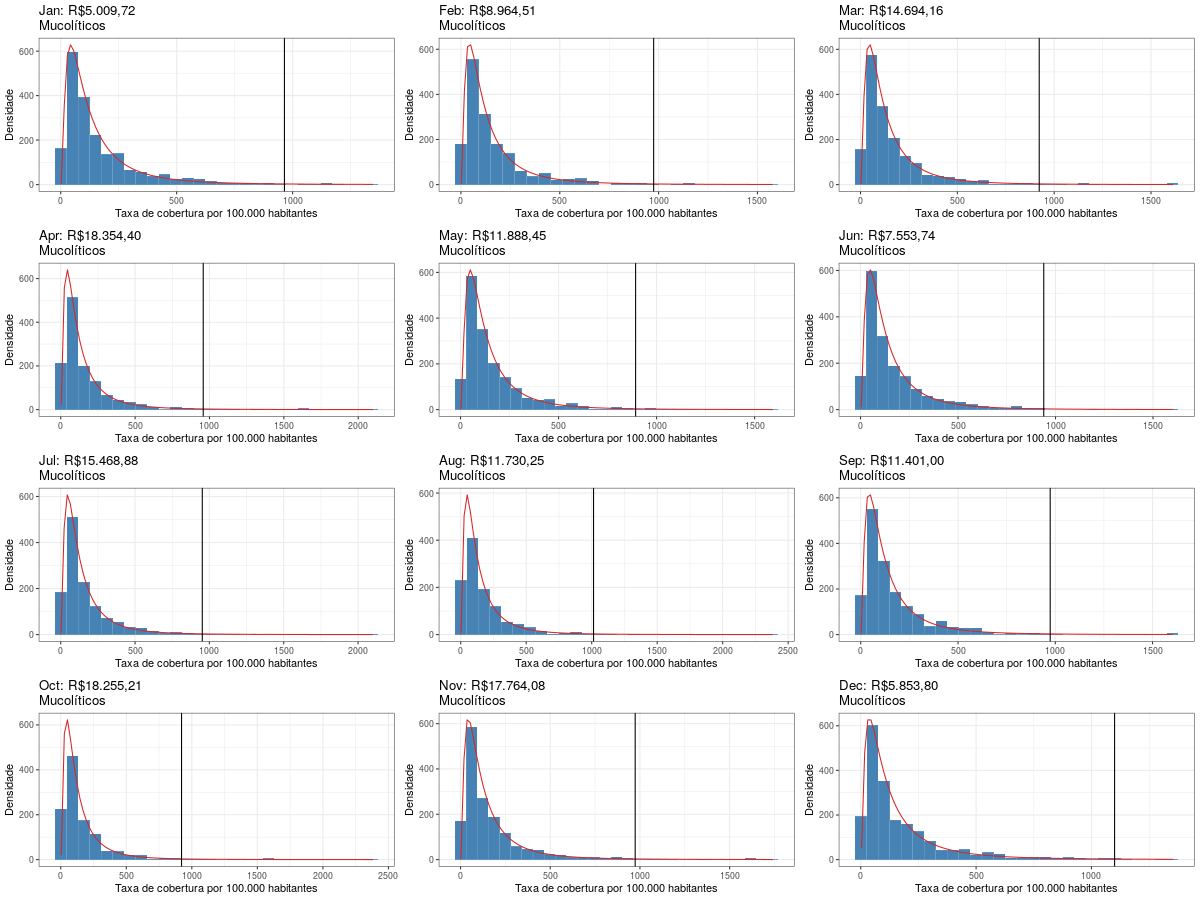 Jan: R$5.009,72
Mucolíticos
Densidade
600
400
200
0
0
500
1000
Taxa de cobertura por 100.000 habitantes
Feb: R$8.964,51
Mucolíticos
Densidade
600
400
200
0
0
500
1000
1500
Taxa de cobertura por 100.000 habitantes
Mar: R$14.694,16
Mucolíticos
Densidade
600
400
200
0
0
500
1000
1500
Taxa de cobertura por 100.000 habitantes
Apr: R$18.354,40
Mucolíticos
Densidade
600
400
200
0
0
500
1000
1500
2000
Taxa de cobertura por 100.000 habitantes
May: R$11.888,45
Mucolíticos
Densidade
600
400
200
0
0
500
1000
1500
Taxa de cobertura por 100.000 habitantes
Jun: R$7.553,74
Mucolíticos
Densidade
600
400
200
0
0
500
1000
1500
Taxa de cobertura por 100.000 habitantes
Jul: R$15.468,88
Mucolíticos
Densidade
600
400
200
0
0
500
1000
1500
2000
Taxa de cobertura por 100.000 habitantes
Aug: R$11.730,25
Mucolíticos
Densidade
600
400
200
0
0
500
1000
1500
2000
2500
Taxa de cobertura por 100.000 habitantes
Sep: R$11.401,00
Mucolíticos
Densidade
600
400
200
0
0
500
1000
1500
Taxa de cobertura por 100.000 habitantes
Oct: R$18.255,21
Mucolíticos
Densidade
600
400
200
0
0
500
1000
1500
2000
2500
Taxa de cobertura por 100.000 habitantes
Nov: R$17.764,08
Mucolíticos
Densidade
600
400
200
0
0
500
1000
1500
Taxa de cobertura por 100.000 habitantes
Dec: R$5.853,80
Mucolíticos
Densidade
600
400
200
0
0
500
1000
Taxa de cobertura por 100.000 habitantes